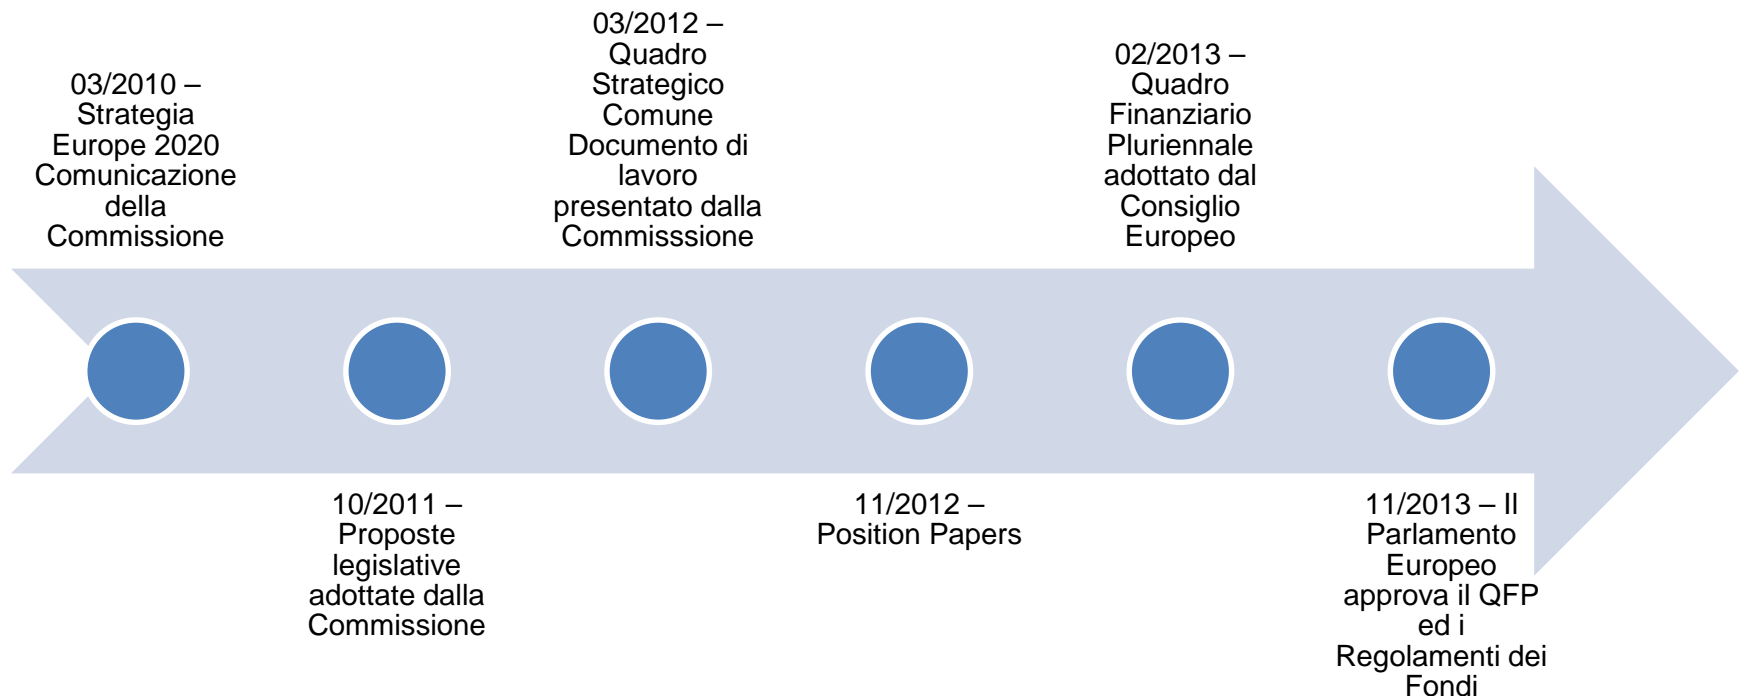 03/2010 –
Strategia
Europe 2020
Comunicazione
della
Commissione
10/2011 –
Proposte
legislative
adottate dalla
Commissione
03/2012 –
Quadro
Strategico
Comune
Documento di
lavoro
presentato dalla
Commisssione
11/2012 –
Position Papers
02/2013 –
Quadro
Finanziario
Pluriennale
adottato dal
Consiglio
Europeo
11/2013 – Il
Parlamento
Europeo
approva il QFP
ed i
Regolamenti dei
Fondi